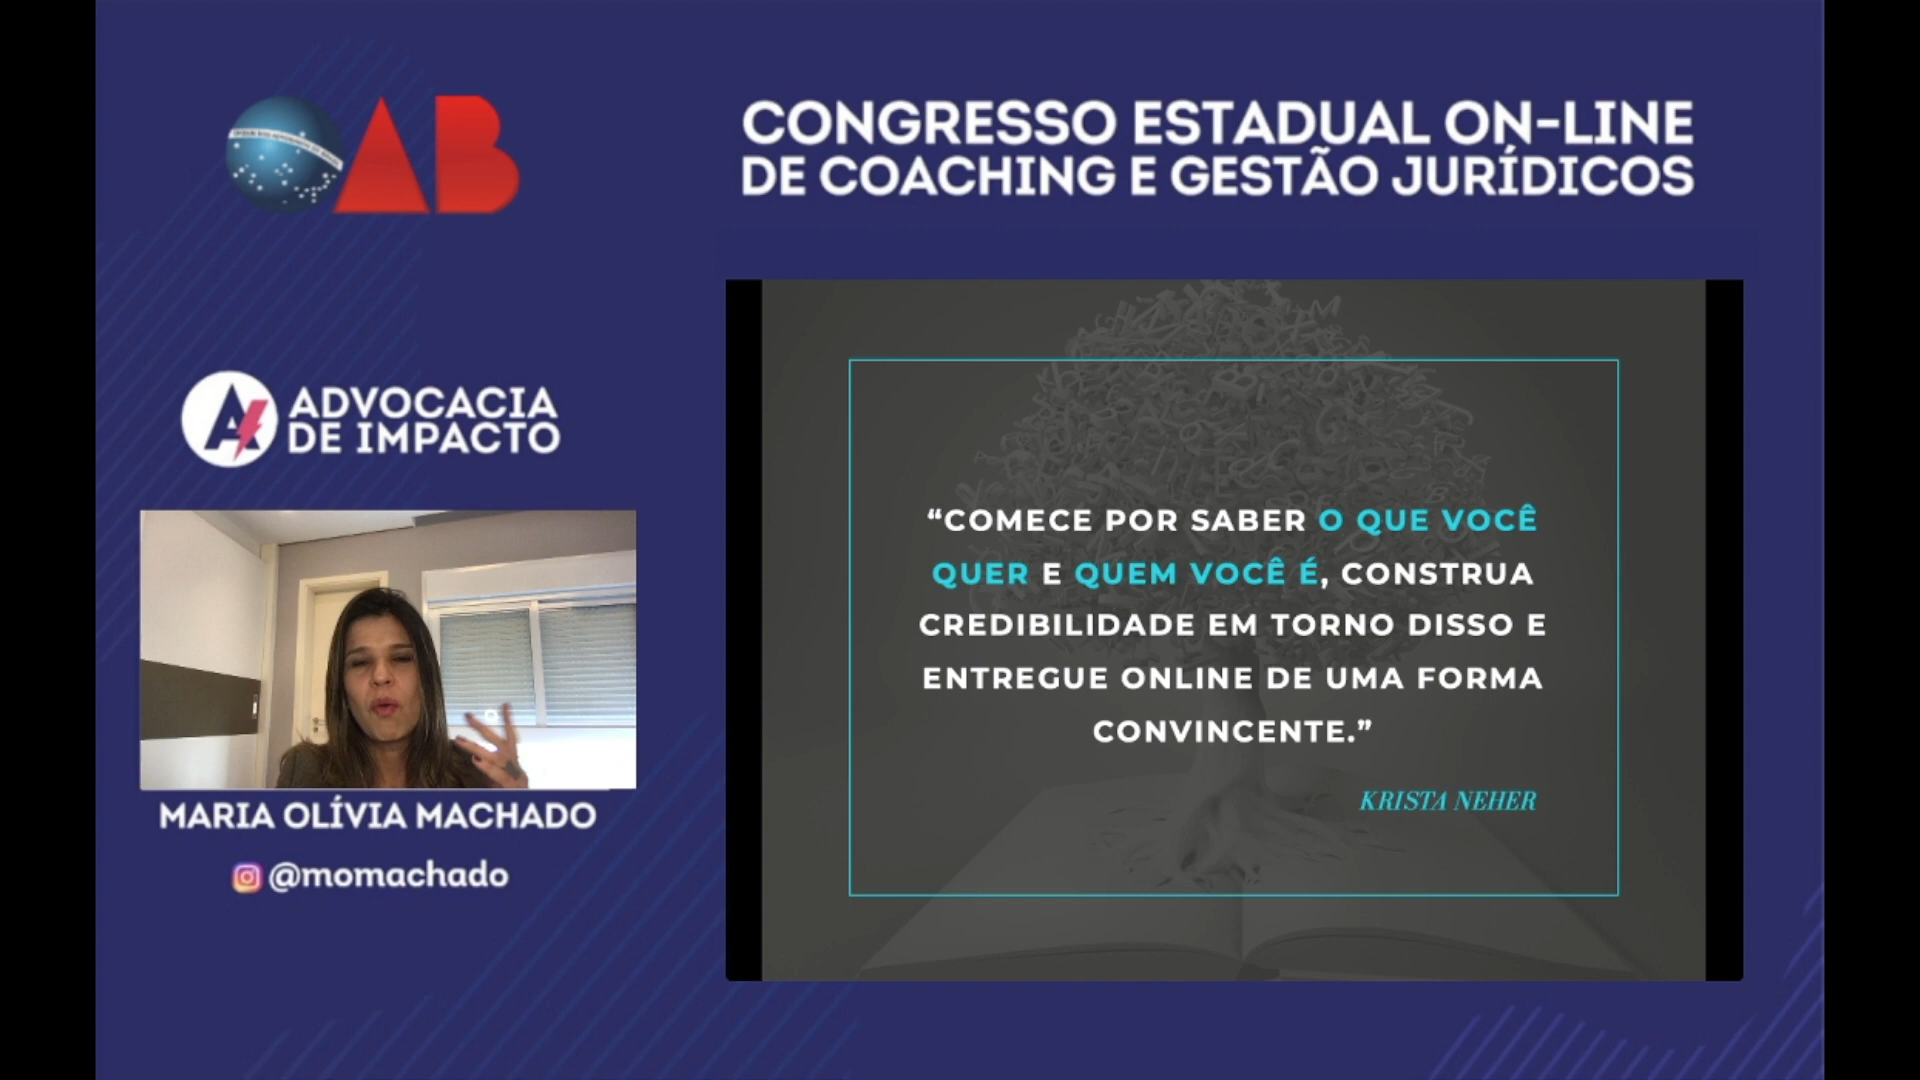 OAB
CONGRESSO ESTADUAL ON-LINE
DE COACHING E GESTÃO JURÍDICOS
ADVOCACIA
DE IMPACTO
MARIA OLÍVIA MACHADO
@momachado
“COMECE POR SABER O QUE VOCÊ
QUER E QUEM VOCÊ É, CONSTRUA
CREDIBILIDADE EM TORNO DISSO E
ENTREGUE ONLINE DE UMA FORMA
CONVINCENTE.”
KRISTA NEHER